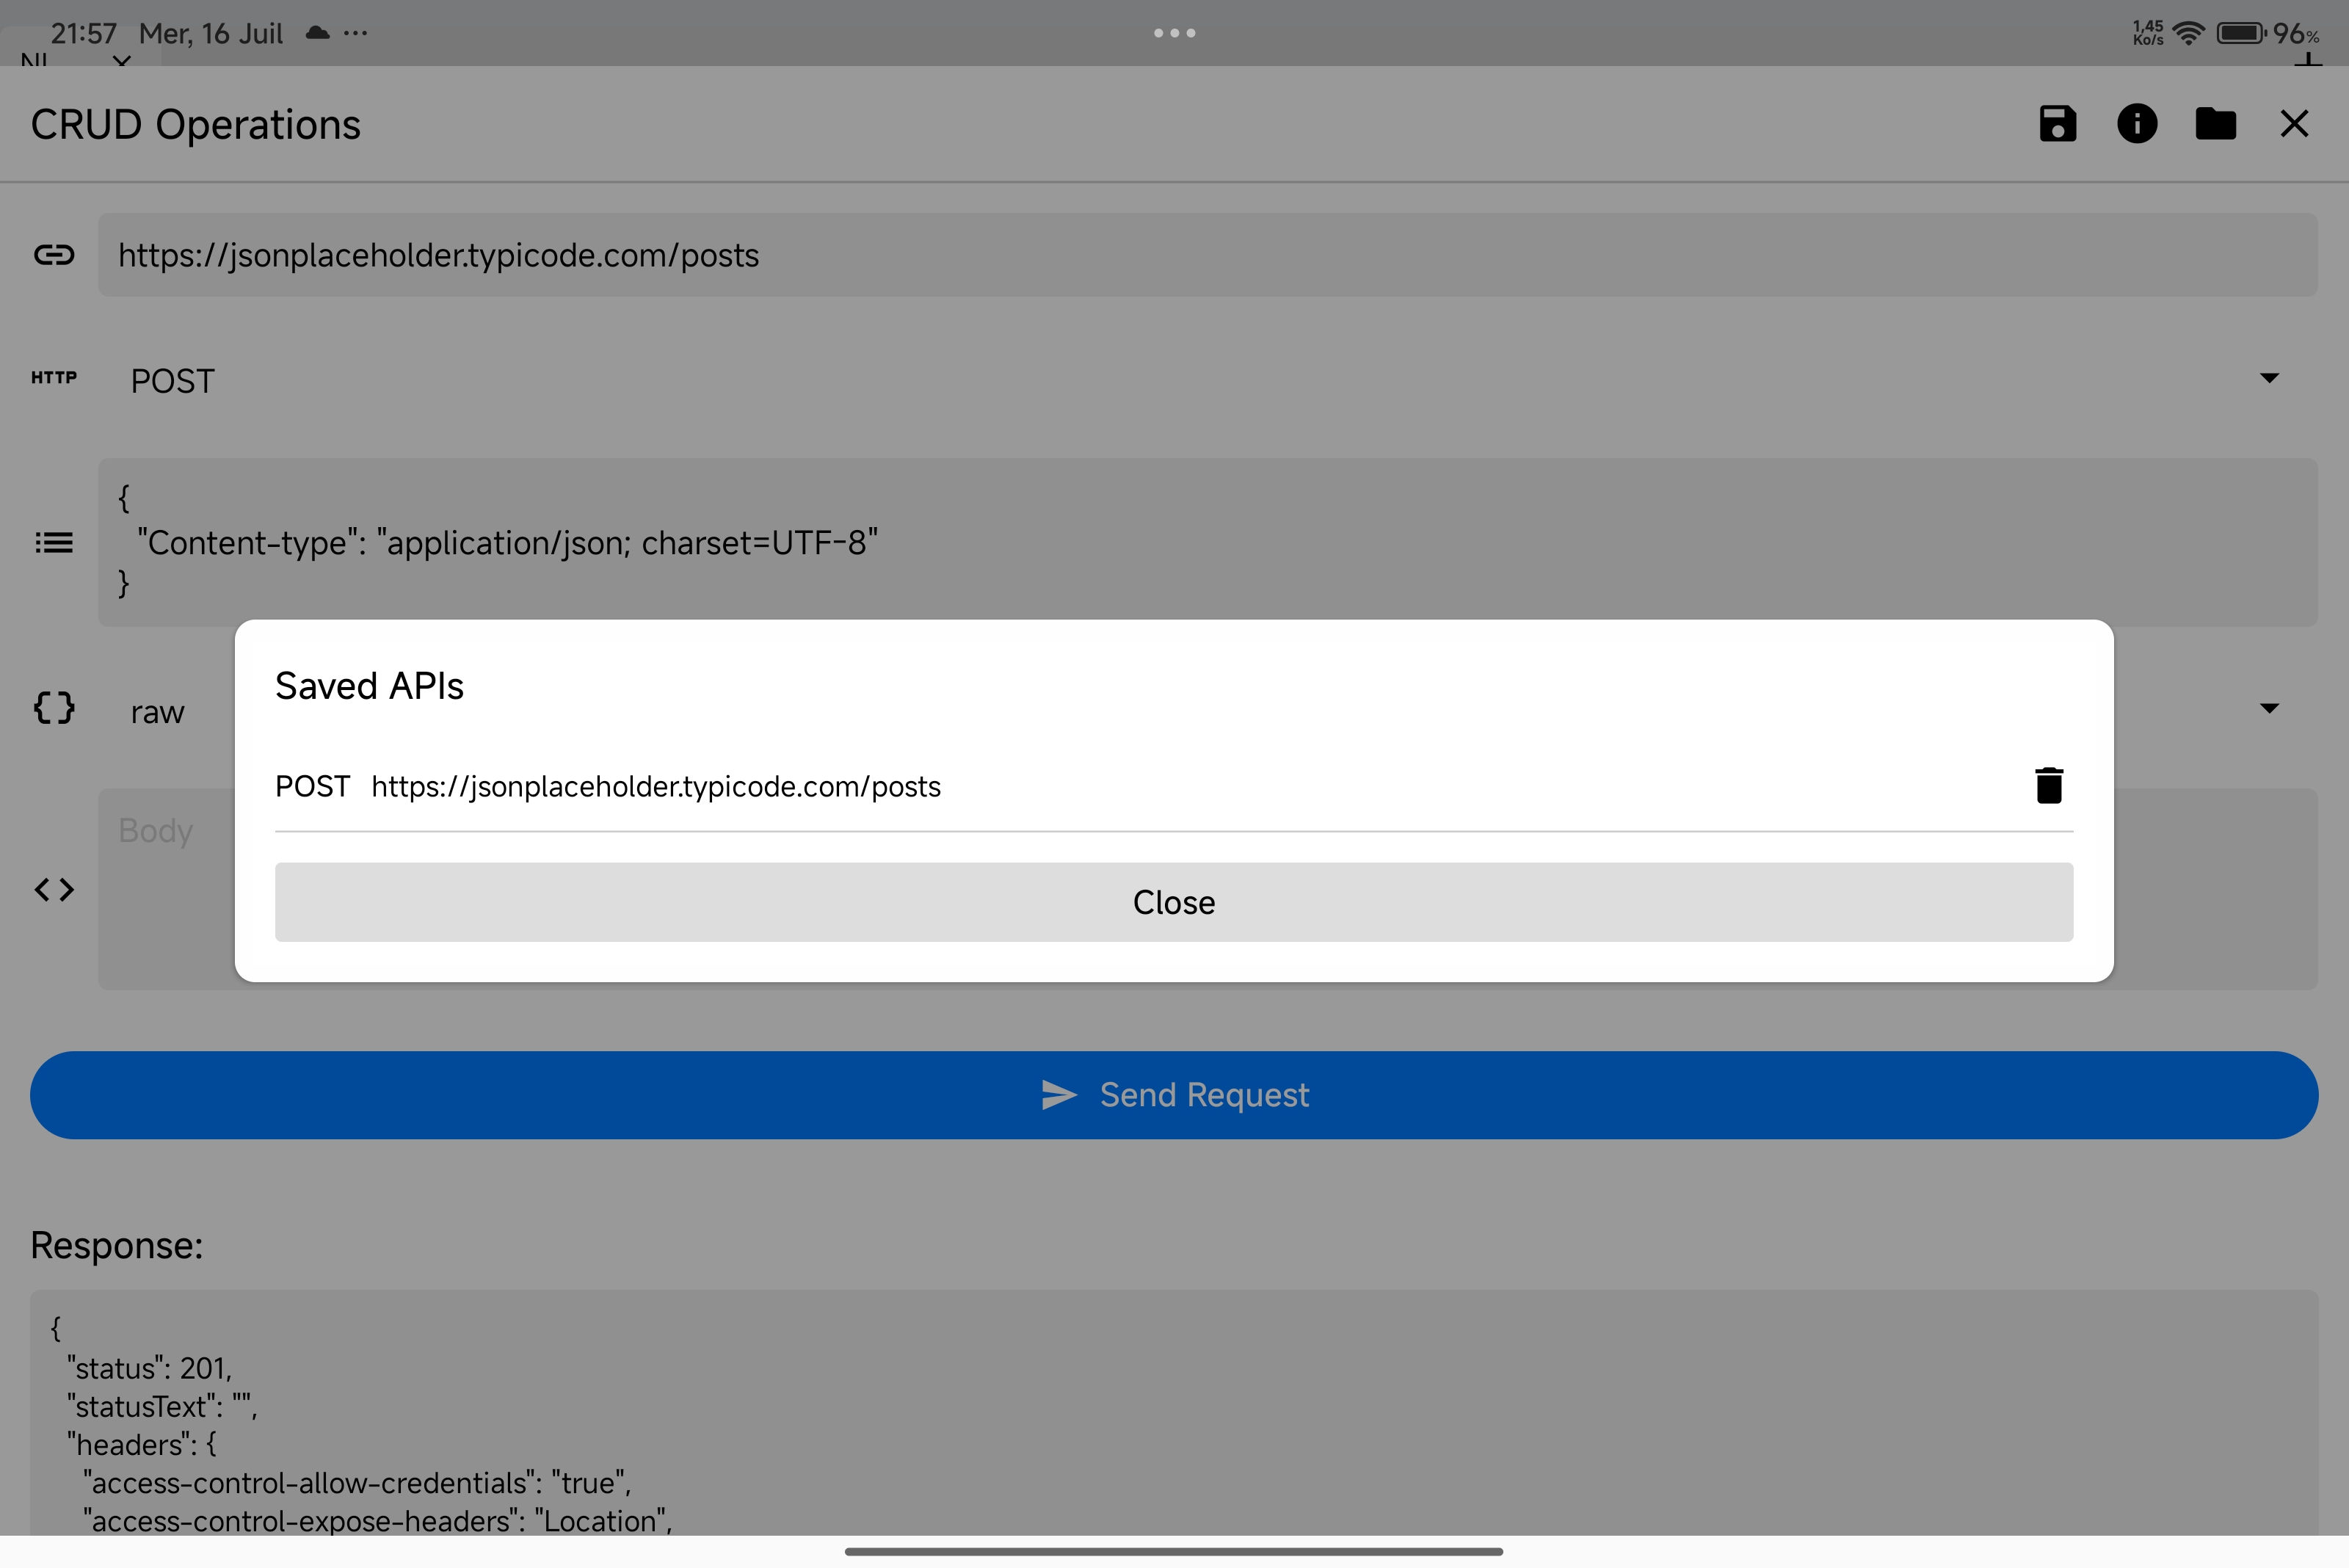 21:57 Mer, 16 Juil
1,45
Ko/s
96%
CRUD Operations
https://jsonplaceholder.typicode.com/posts
HTTP POST
{
"Content-type": "application/json; charset=UTF-8"
}
Saved APIs
raw
POST https://jsonplaceholder.typicode.com/posts
Body
Close
Send Request
Response:
{
"status": 201,
"statusText": "",
"headers": {
"access-control-allow-credentials": "true",
"access-control-expose-headers": "Location",